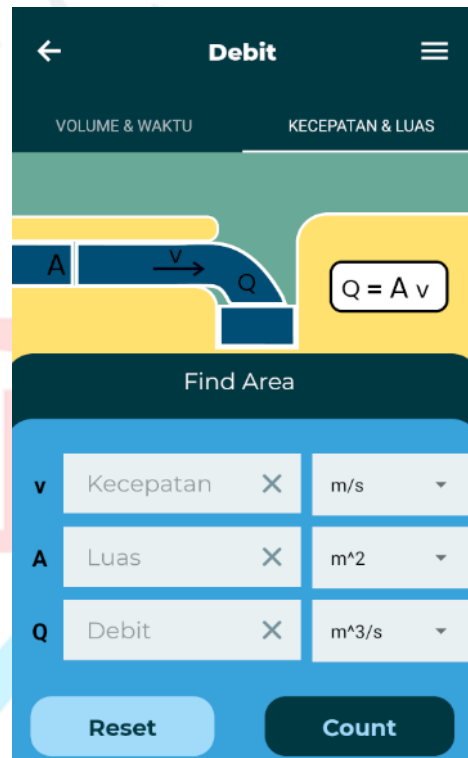 Debit
VOLUME & WAKTU KECEPATAN & LUAS
A v Q
Q = A v
Find Area
v Kecepatan m/s
A Luas m^2
Q Debit m^3/s
Reset Count